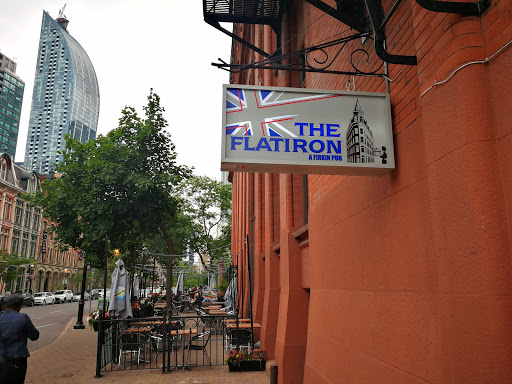 THE
FLATIRON
A FIRKIN PUB